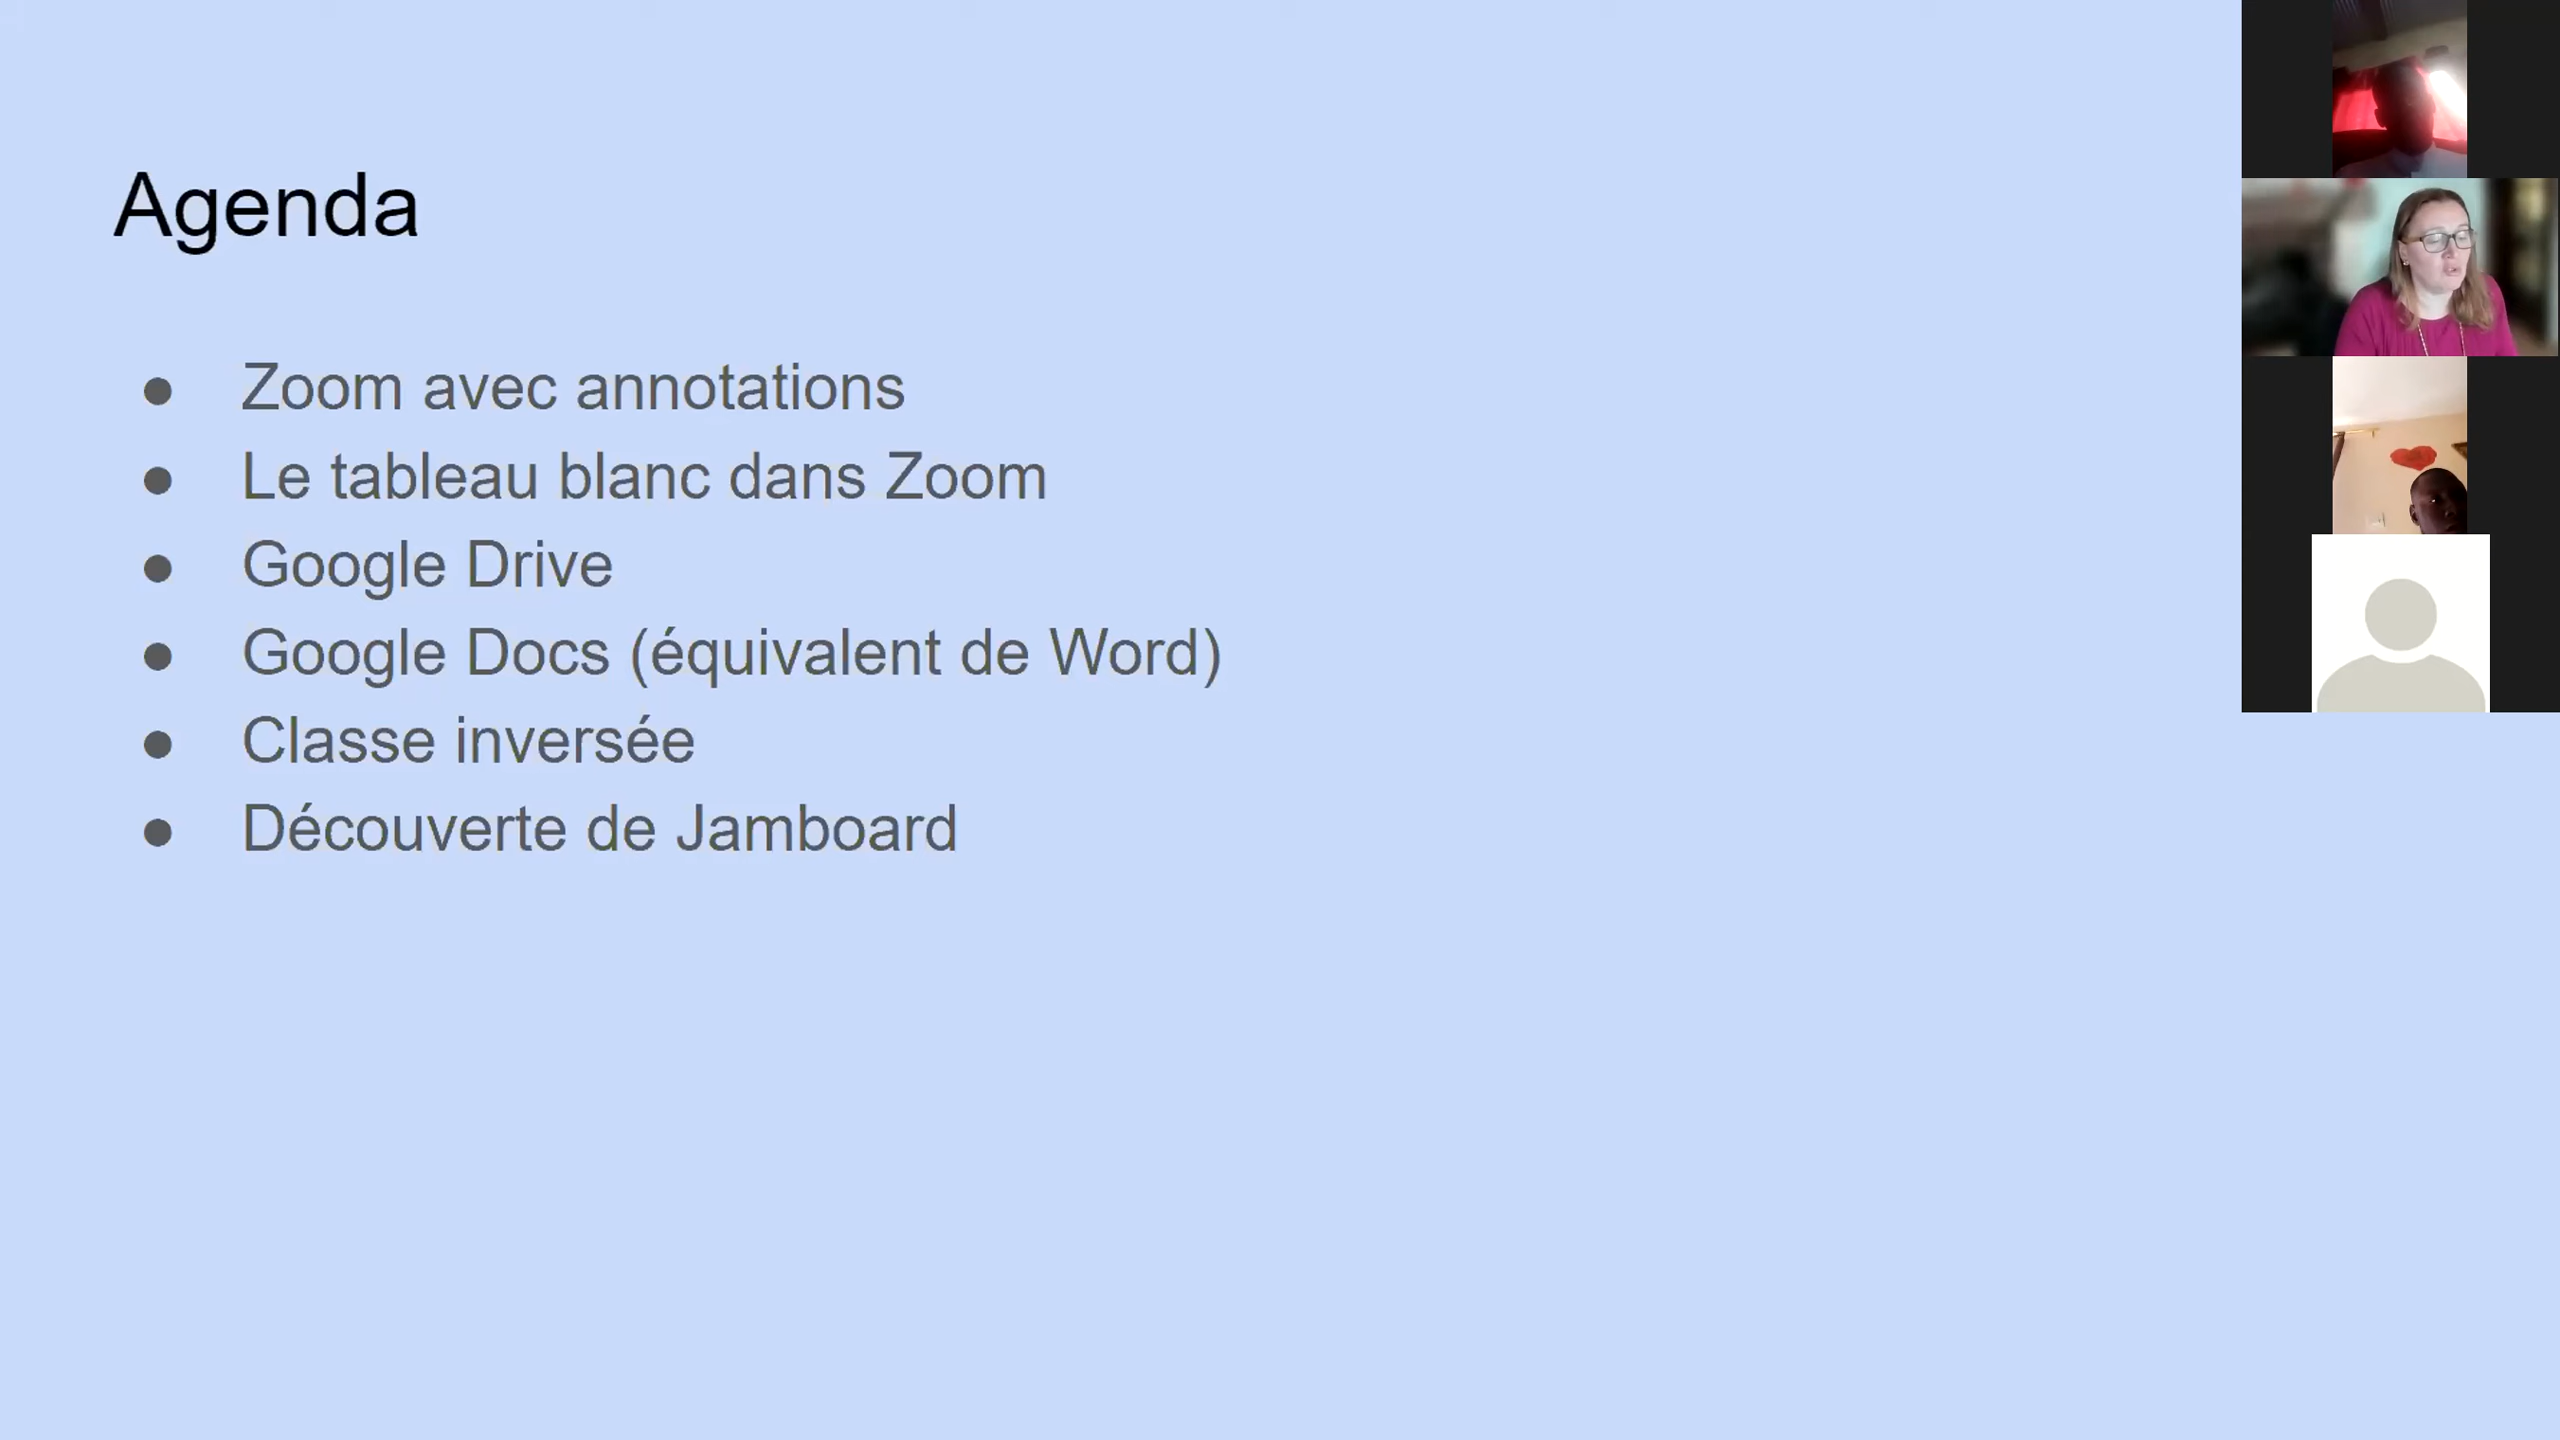 Agenda
● Zoom avec annotations
● Le tableau blanc dans Zoom
● Google Drive
● Google Docs (équivalent de Word)
● Classe inversée
● Découverte de Jamboard